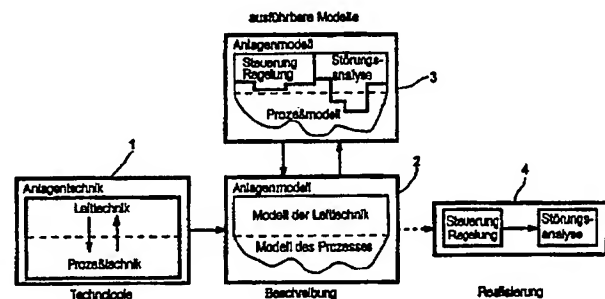 ausführbare Modelle
Anlagenmodell
Steuerung
Regelung
Störungs-
analyse
Prozeßmodell
3
1
Anlagentechnik
Leittechnik
Prozeßtechnik
Technologie
2
Anlagenmodell
Modell der Leittechnik
Modell des Prozesses
Beschreibung
4
Steuerung
Regelung
Störungs-
analyse
Realisierung